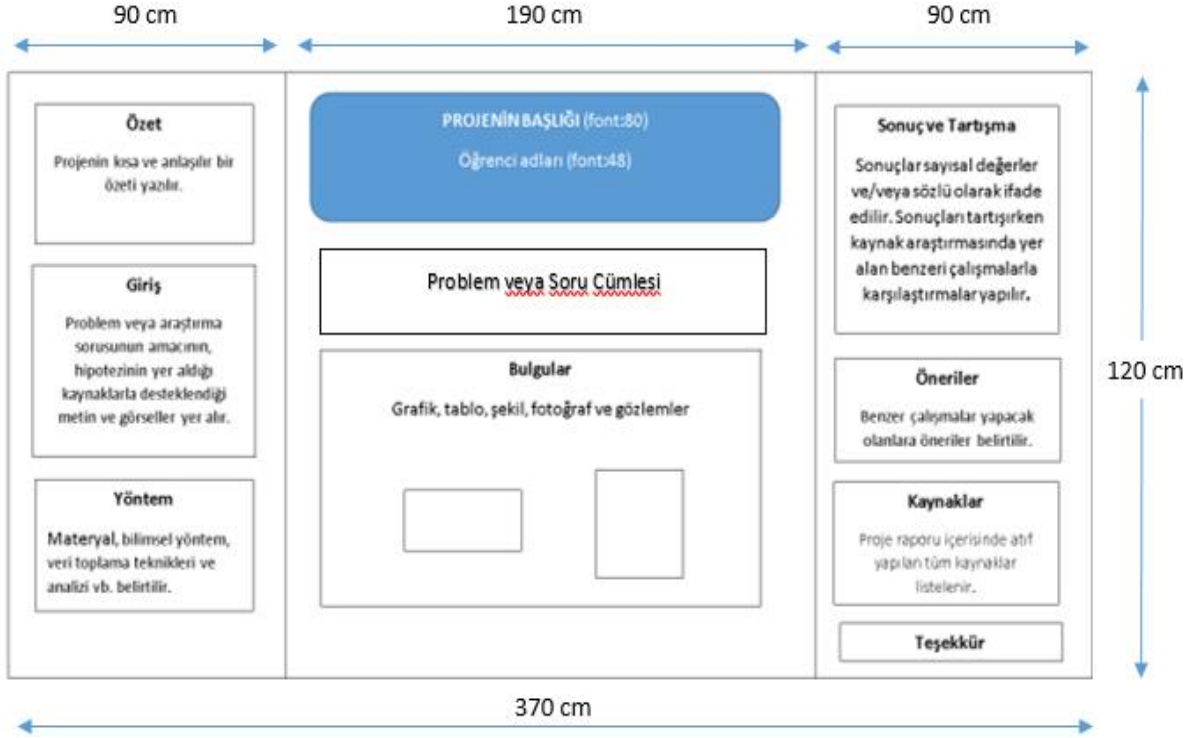 90 cm
190 cm
90 cm
Özet
Projenin kısa ve anlaşılır bir
özeti yazılır.
Giriş
Problem veya araştırma
sorusunun amacının,
hipotezinin yer aldığı
kaynaklarla desteklendiği
metin ve görseller yer alır.
Yöntem
Materyal, bilimsel yöntem,
veri toplama teknikleri ve
analizi vb. belirtilir.
PROJENİN BAŞLIĞI (font:80)
Öğrenci adları (font:48)
Problem veya Soru Cümlesi
Bulgular
Grafik, tablo, şekil, fotoğraf ve gözlemler
Sonuç ve Tartışma
Sonuçlar sayısal değerler
ve/veya sözlü olarak ifade
edilir. Sonuçları tartışırken
kaynak araştırmasında yer
alan benzeri çalışmalarla
karşılaştırmalar yapılır.
Öneriler
Benzer çalışmalar yapacak
olanlara öneriler belirtilir.
Kaynaklar
Proje raporu içerisinde atıf
yapılan tüm kaynaklar
listelenir.
Teşekkür
120 cm
370 cm